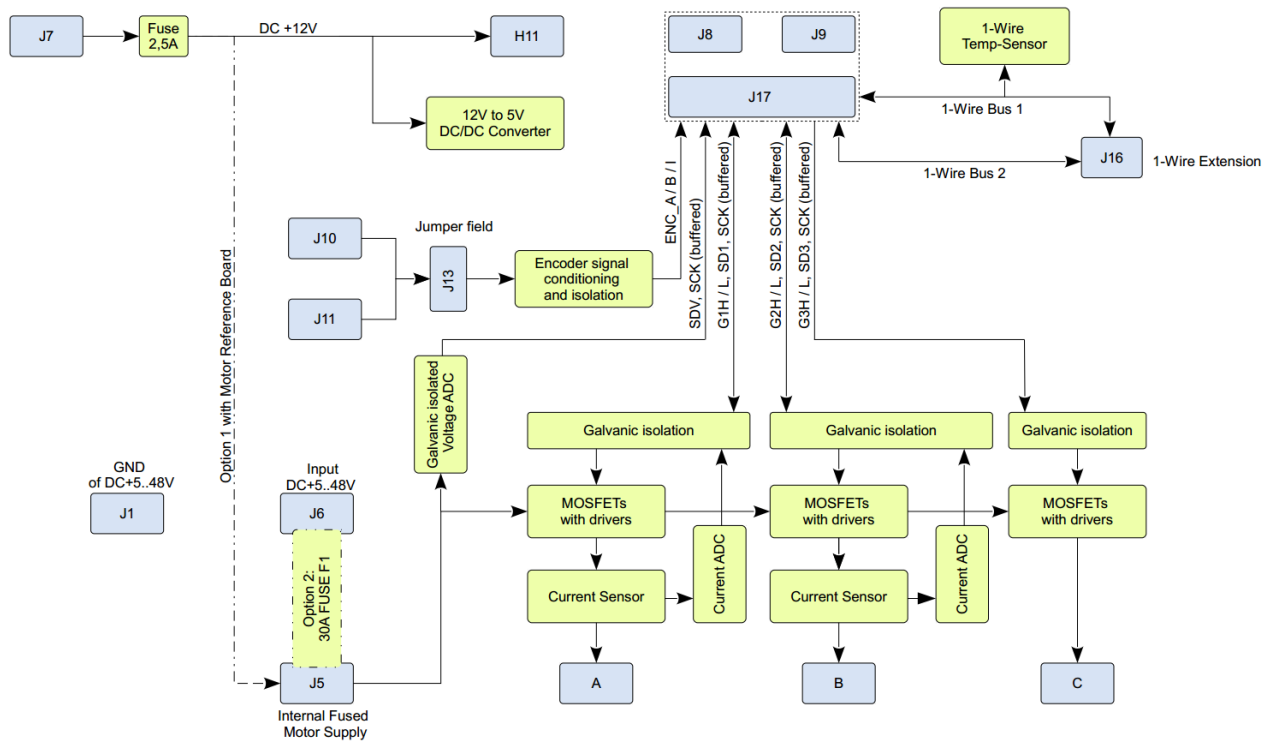 J7
Fuse
2,5A
DC +12V
H11
J8
J9
J17
1-Wire
Temp-Sensor
1-Wire Bus 1
12V to 5V
DC/DC Converter
J16
1-Wire Extension
1-Wire Bus 2
ENC_A / B / I
SDV, SCK (buffered)
G1H / L, SD1, SCK (buffered)
G2H / L, SD2, SCK (buffered)
G3H / L, SD3, SCK (buffered)
Jumper field
J10
J11
J13
Encoder signal
conditioning
and isolation
Option 1 with Motor Reference Board
Galvanic isolated
Voltage ADC
Galvanic isolation
Galvanic isolation
Galvanic isolation
GND
of DC+5..48V
J1
Input
DC+5..48V
J6
MOSFETs
with drivers
MOSFETs
with drivers
MOSFETs
with drivers
Option 2:
30A FUSE F1
Current Sensor
Current ADC
Current Sensor
Current ADC
J5
Internal Fused
Motor Supply
A
B
C